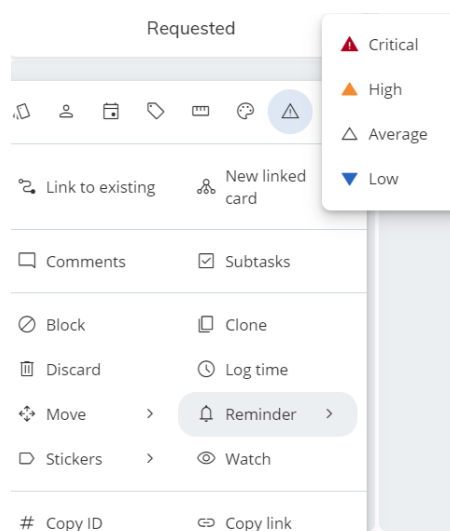 Requested
Critical
High
Average
Low
Link to existing
New linked
card
Comments
Subtasks
Block
Clone
Discard
Log time
Move
Reminder
Stickers
Watch
Copy ID
Copy link